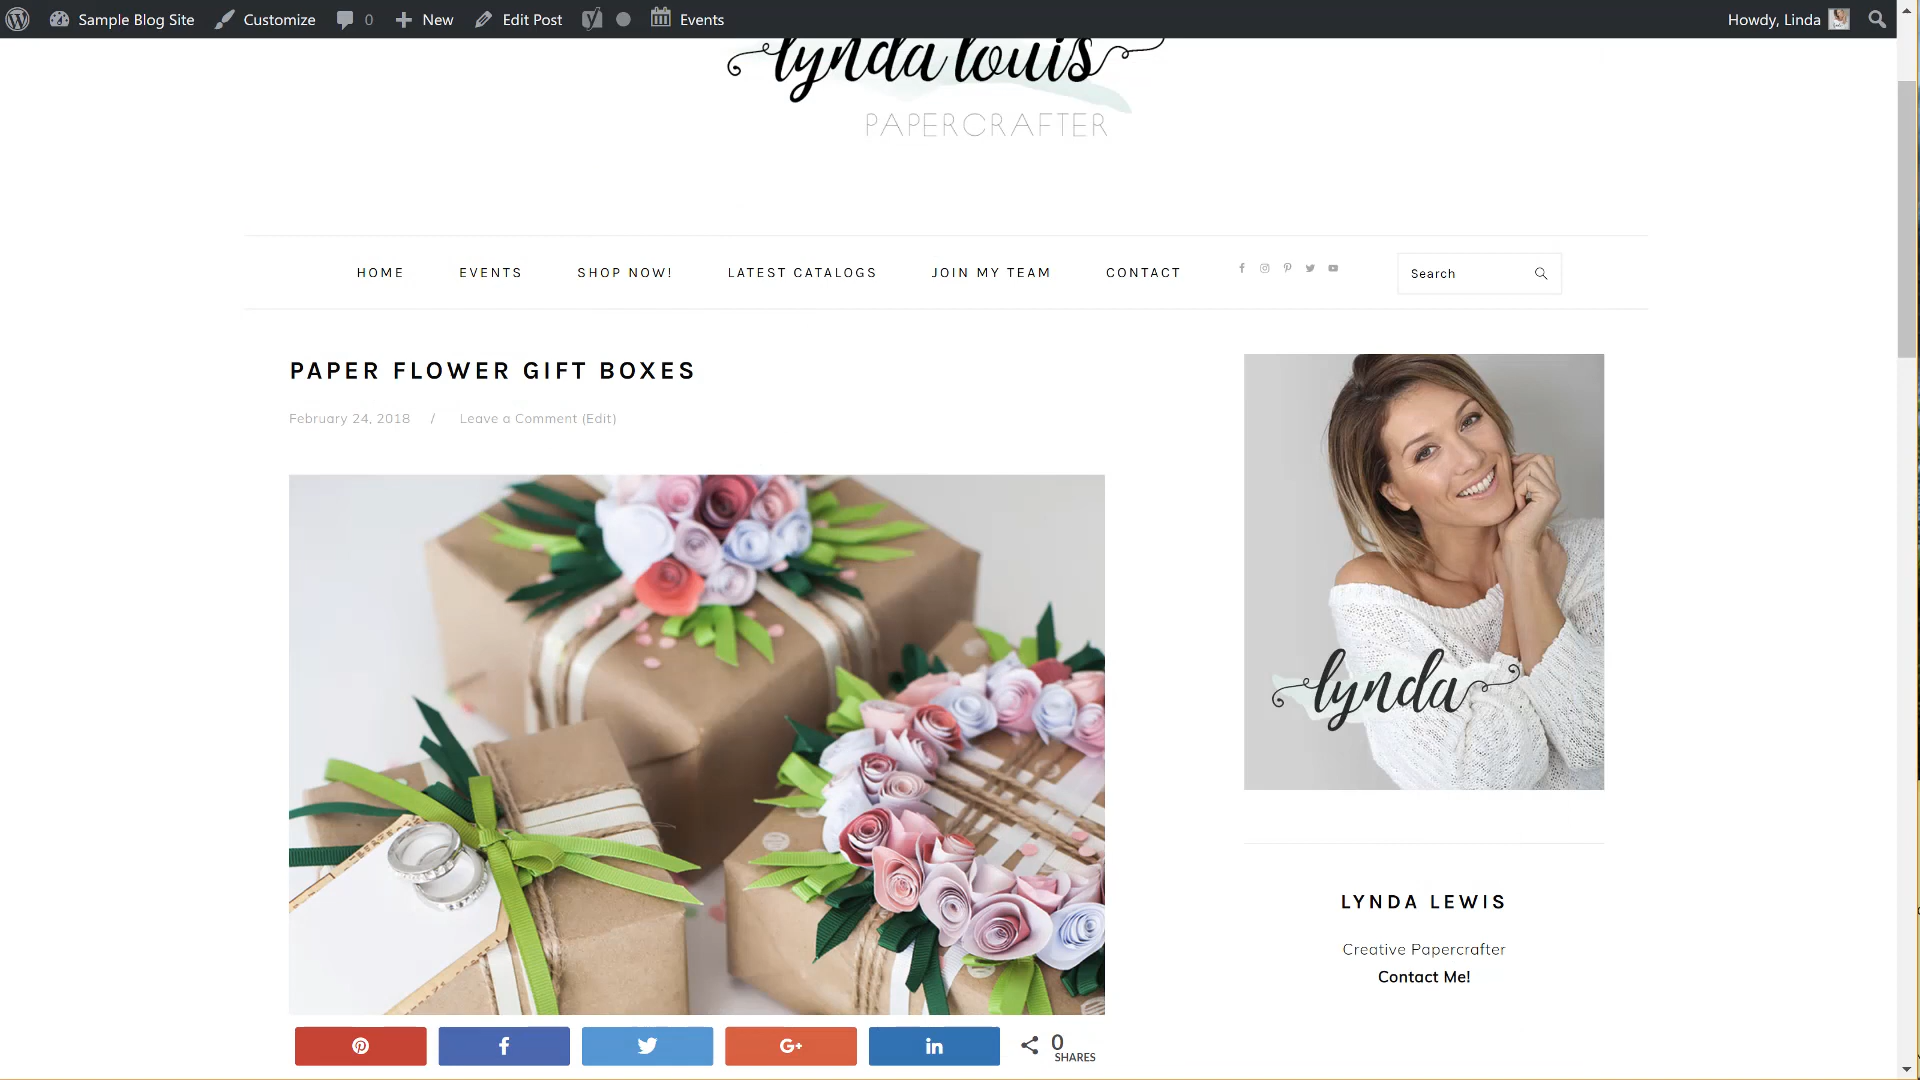 Sample Blog Site Customize 0 New Edit Post Events Howdy, Linda
lynda louis
PAPERCRAFTER
HOME EVENTS SHOP NOW! LATEST CATALOGS JOIN MY TEAM CONTACT Search
PAPER FLOWER GIFT BOXES
February 24, 2018 / Leave a Comment (Edit)
lynda
LYNDA LEWIS
Creative Papercrafter
Contact Me!
0
SHARES